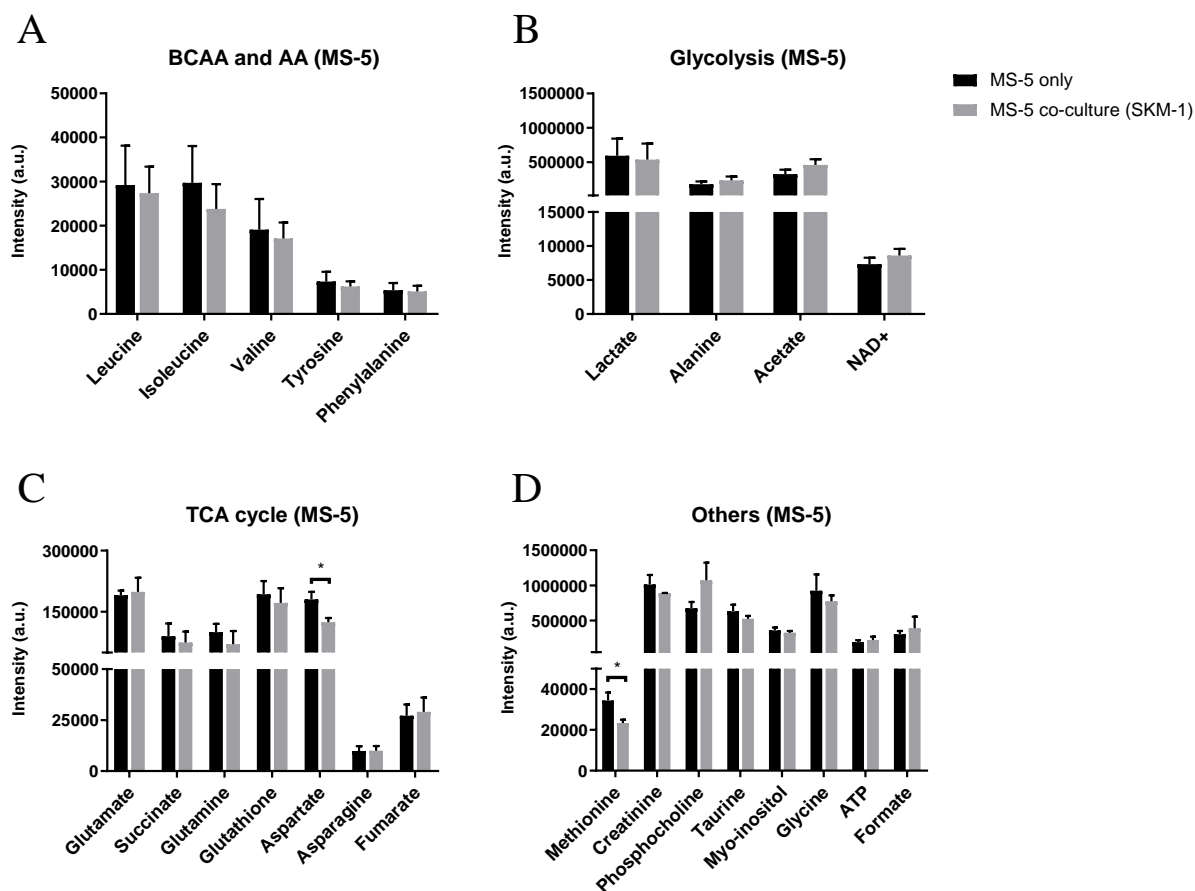 A
BCAA and AA (MS-5)
Intensity (a.u.)
50000
40000
30000
20000
10000
0
Leucine
Isoleucine
Valine
Tyrosine
Phenylalanine
B
Glycolysis (MS-5)
Intensity (a.u.)
1500000
1000000
500000
15000
10000
5000
0
Lactate
Alanine
Acetate
NAD+
MS-5 only
MS-5 co-culture (SKM-1)
C
TCA cycle (MS-5)
Intensity (a.u.)
300000
150000
50000
25000
0
*
Glutamate
Succinate
Glutamine
Glutathione
Aspartate
Asparagine
Fumarate
D
Others (MS-5)
Intensity (a.u.)
1500000
1000000
500000
40000
20000
0
*
Methionine
Creatinine
Phosphocholine
Taurine
Myo-inositol
Glycine
ATP
Formate